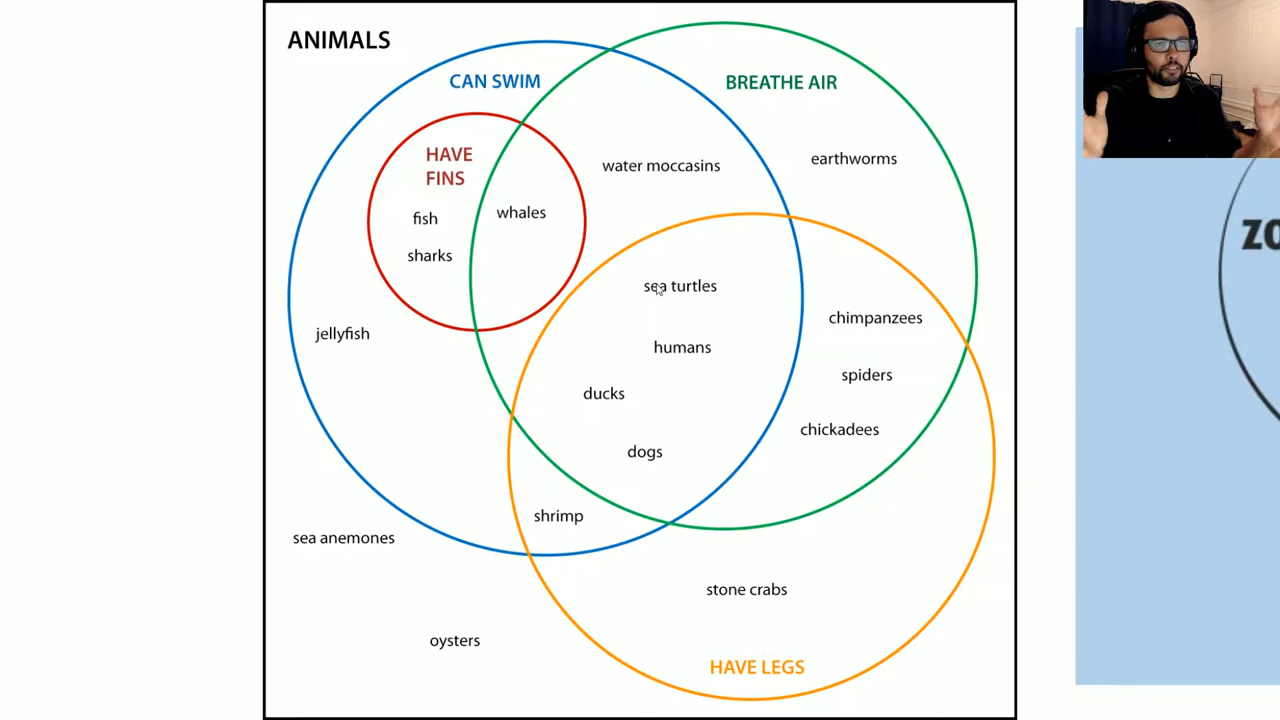 ANIMALS
CAN SWIM
BREATHE AIR
HAVE
FINS
water moccasins
earthworms
fish
whales
sharks
sea turtles
jellyfish
chimpanzees
humans
spiders
ducks
chickadees
dogs
shrimp
sea anemones
stone crabs
oysters
HAVE LEGS
ZO